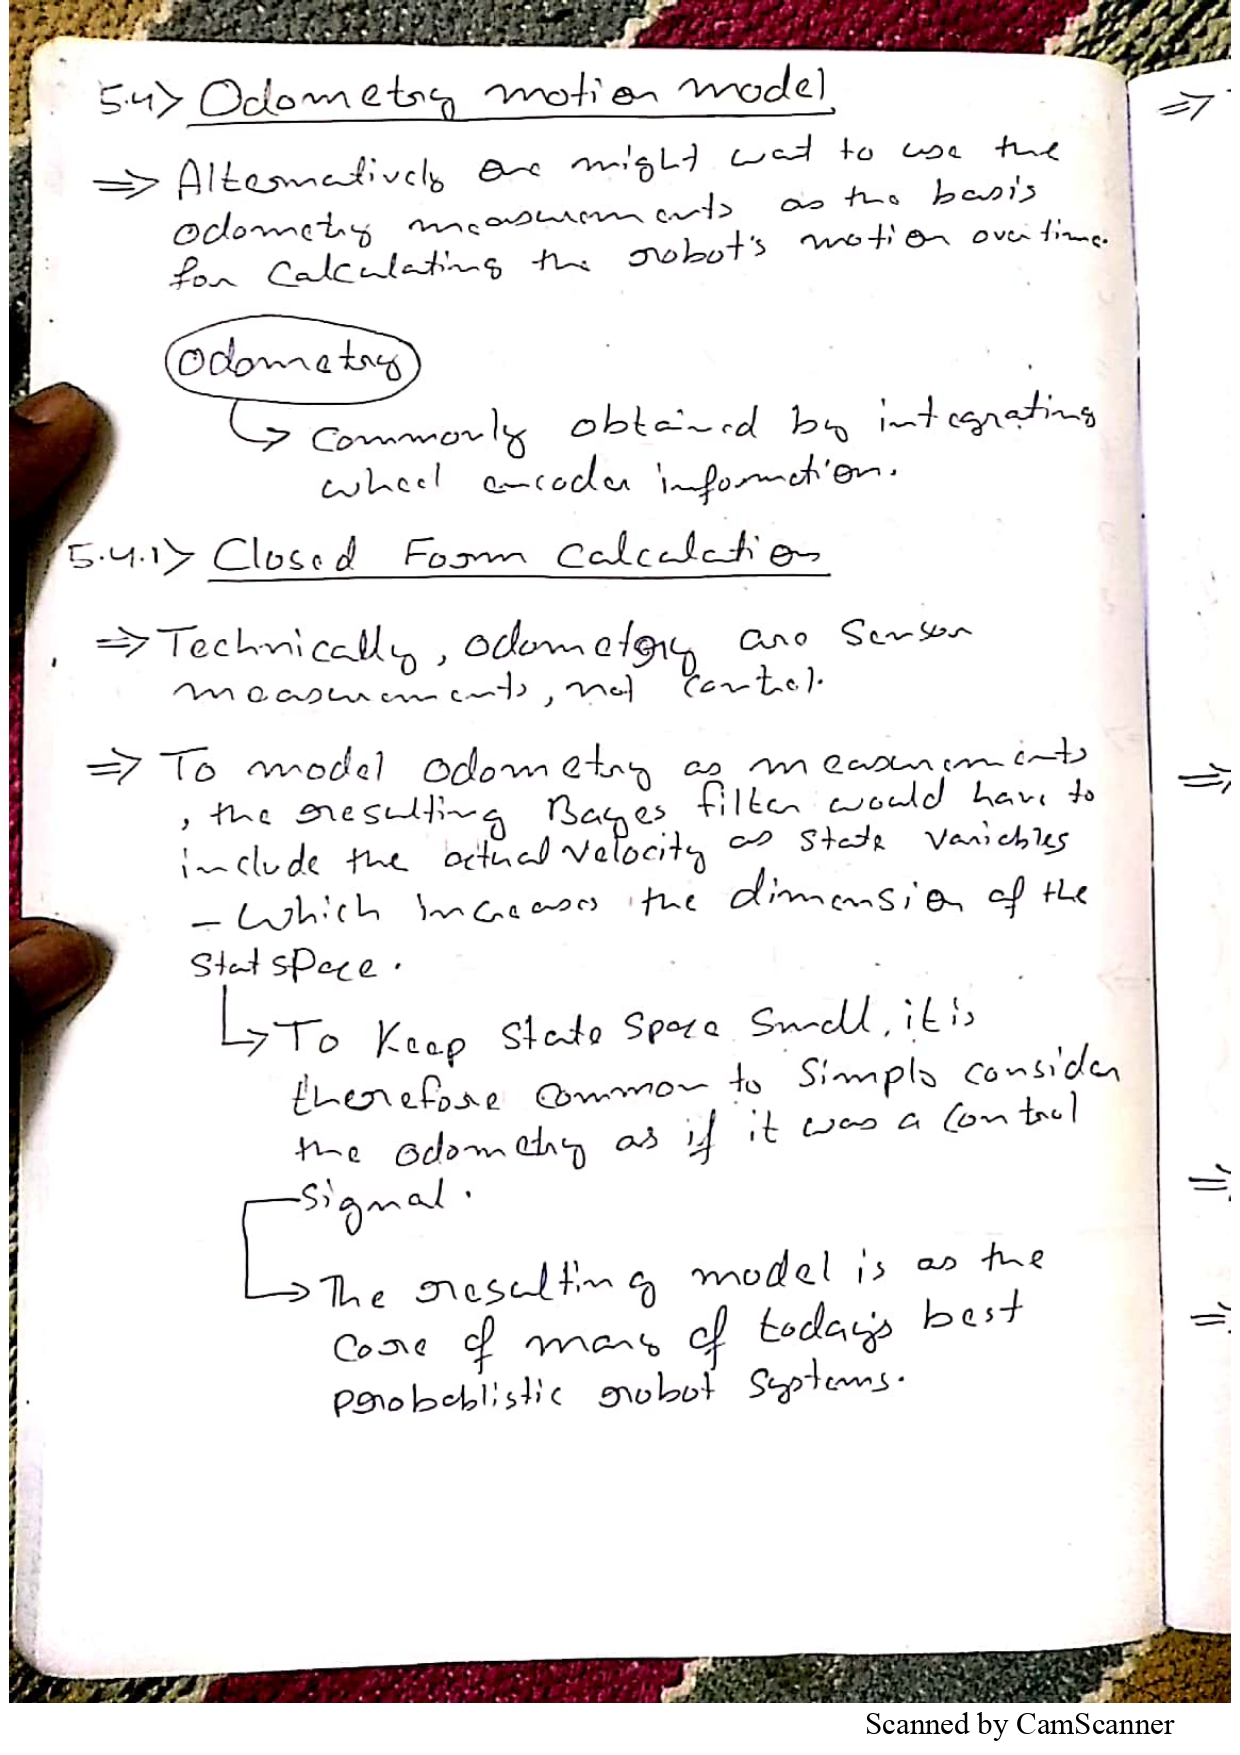 5.4> Odometry motion model
⇒ Alternatively one might wat to use the
odometry measurements as the basis
for Calculating the robot's motion over time.
Odometry
↳ Commonly obtained by integrating
wheel encoder information.
5.4.1> Closed Form Calculation
⇒ Technically, odometory are sensor
measurements, not control.
⇒ To model odometry as measurements
, the resulting Bayes filter would have to
include the actual velocity as state variables
- Which increases the dimension of the
stat space.
↳ To Keep state space small, it is
therefore common to simply consider
the odometry as if it was a control
signal.
→ The resulting model is as the
core of many of today's best
probablistic robot systems.
⇒
⇒
⇒
⇒
Scanned by CamScanner